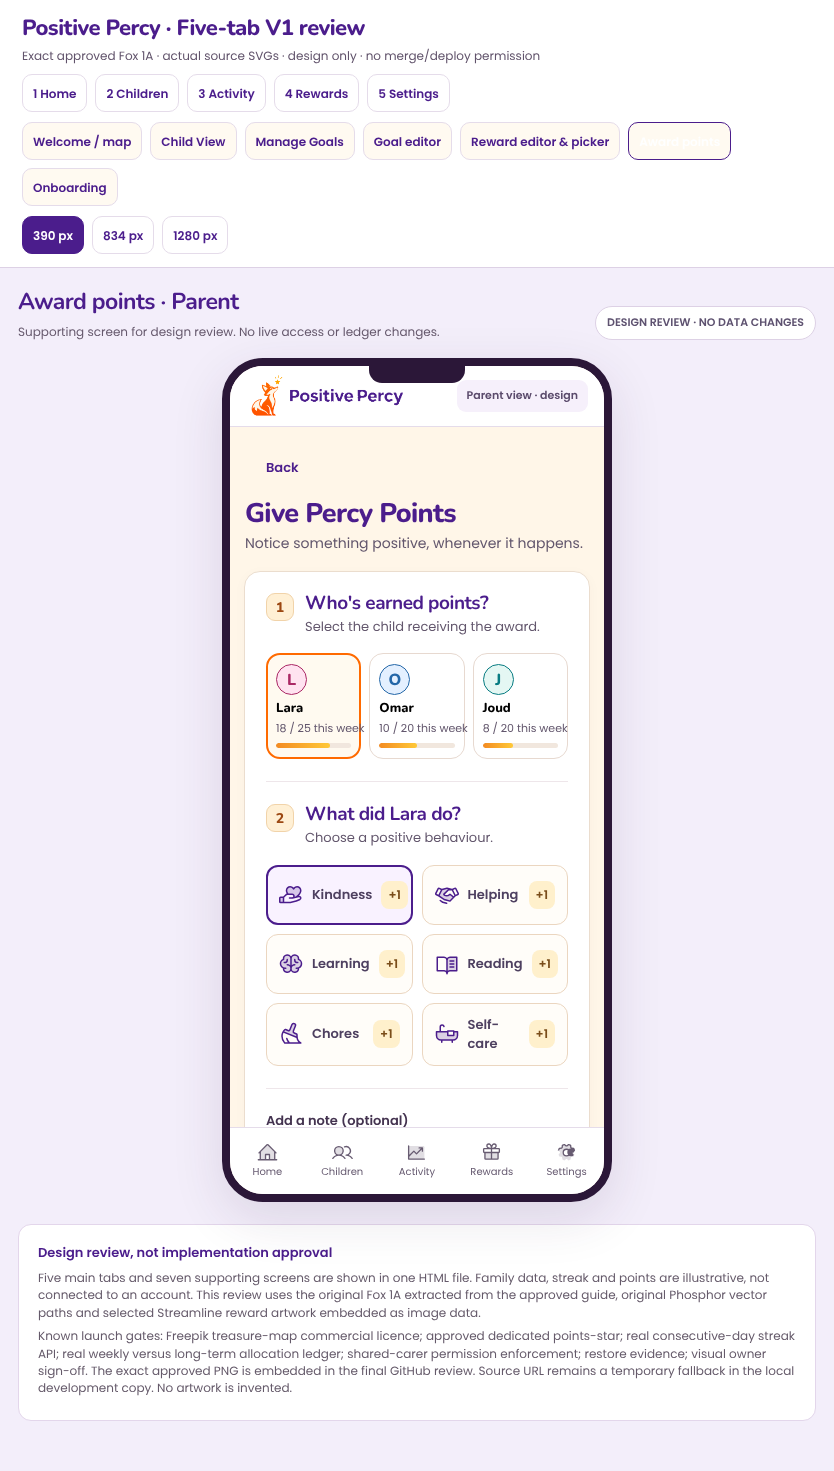 Positive Percy · Five-tab V1 review
Exact approved Fox 1A · actual source SVGs · design only · no merge/deploy permission
1 Home
2 Children
3 Activity
4 Rewards
5 Settings
Welcome / map
Child View
Manage Goals
Goal editor
Reward editor & picker
Award points
Onboarding
390 px
834 px
1280 px
Award points · Parent
Supporting screen for design review. No live access or ledger changes.
DESIGN REVIEW · NO DATA CHANGES
Positive Percy
Parent view · design
Back
Give Percy Points
Notice something positive, whenever it happens.
1
Who's earned points?
Select the child receiving the award.
L
Lara
18 / 25 this week
O
Omar
10 / 20 this week
J
Joud
8 / 20 this week
2
What did Lara do?
Choose a positive behaviour.
Kindness
+1
Helping
+1
Learning
+1
Reading
+1
Chores
+1
Self-
care
+1
Add a note (optional)
Home
Children
Activity
Rewards
Settings
Design review, not implementation approval
Five main tabs and seven supporting screens are shown in one HTML file. Family data, streak and points are illustrative, not
connected to an account. This review uses the original Fox 1A extracted from the approved guide, original Phosphor vector
paths and selected Streamline reward artwork embedded as image data.
Known launch gates: Freepik treasure-map commercial licence; approved dedicated points-star; real consecutive-day streak
API; real weekly versus long-term allocation ledger; shared-carer permission enforcement; restore evidence; visual owner
sign-off. The exact approved PNG is embedded in the final GitHub review. Source URL remains a temporary fallback in the local
development copy. No artwork is invented.